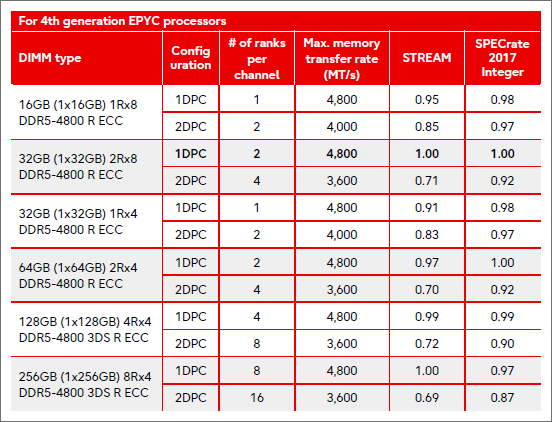 For 4th generation EPYC processors
DIMM type
Config
uration
# of ranks
per
channel
Max. memory
transfer rate
(MT/s)
STREAM
SPECrate
2017
Integer
16GB (1x16GB) 1Rx8
DDR5-4800 R ECC
1DPC 1 4,800 0.95 0.98
2DPC 2 4,000 0.85 0.97
32GB (1x32GB) 2Rx8
DDR5-4800 R ECC
1DPC 2 4,800 1.00 1.00
2DPC 4 3,600 0.71 0.92
32GB (1x32GB) 1Rx4
DDR5-4800 R ECC
1DPC 1 4,800 0.91 0.98
2DPC 2 4,000 0.83 0.97
64GB (1x64GB) 2Rx4
DDR5-4800 R ECC
1DPC 2 4,800 0.97 1.00
2DPC 4 3,600 0.70 0.92
128GB (1x128GB) 4Rx4
DDR5-4800 3DS R ECC
1DPC 4 4,800 0.99 0.99
2DPC 8 3,600 0.72 0.90
256GB (1x256GB) 8Rx4
DDR5-4800 3DS R ECC
1DPC 8 4,800 1.00 0.97
2DPC 16 3,600 0.69 0.87